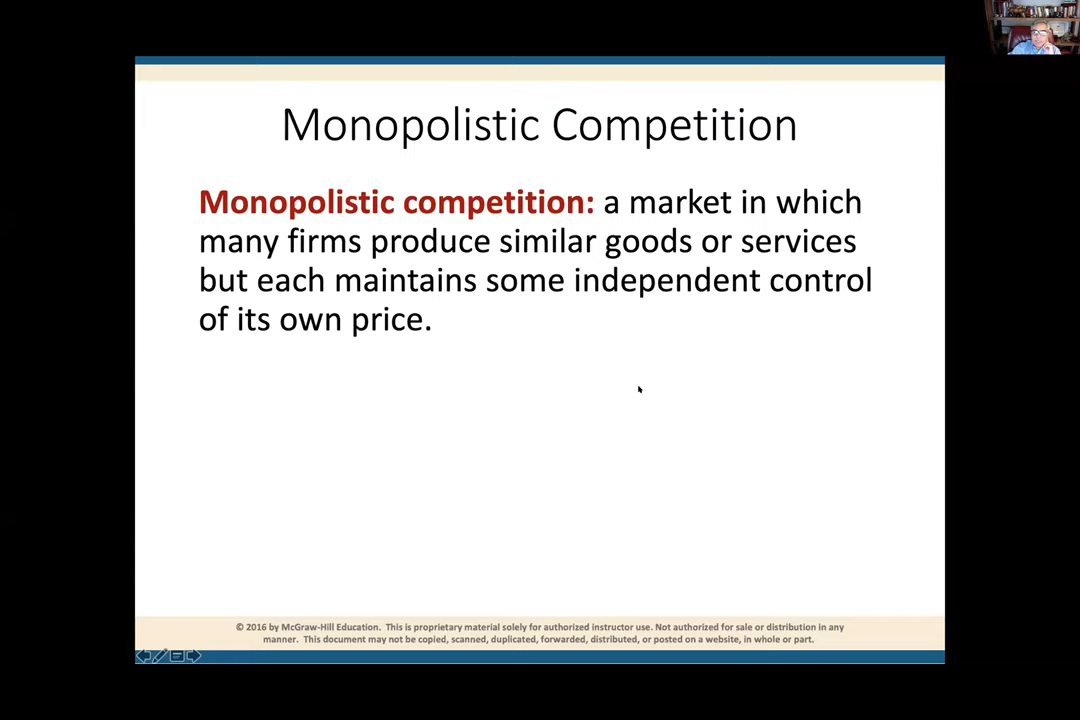 Monopolistic Competition
Monopolistic competition: a market in which
many firms produce similar goods or services
but each maintains some independent control
of its own price.
© 2016 by McGraw-Hill Education. This is proprietary material solely for authorized instructor use. Not authorized for sale or distribution in any
manner. This document may not be copied, scanned, duplicated, forwarded, distributed, or posted on a website, in whole or part.